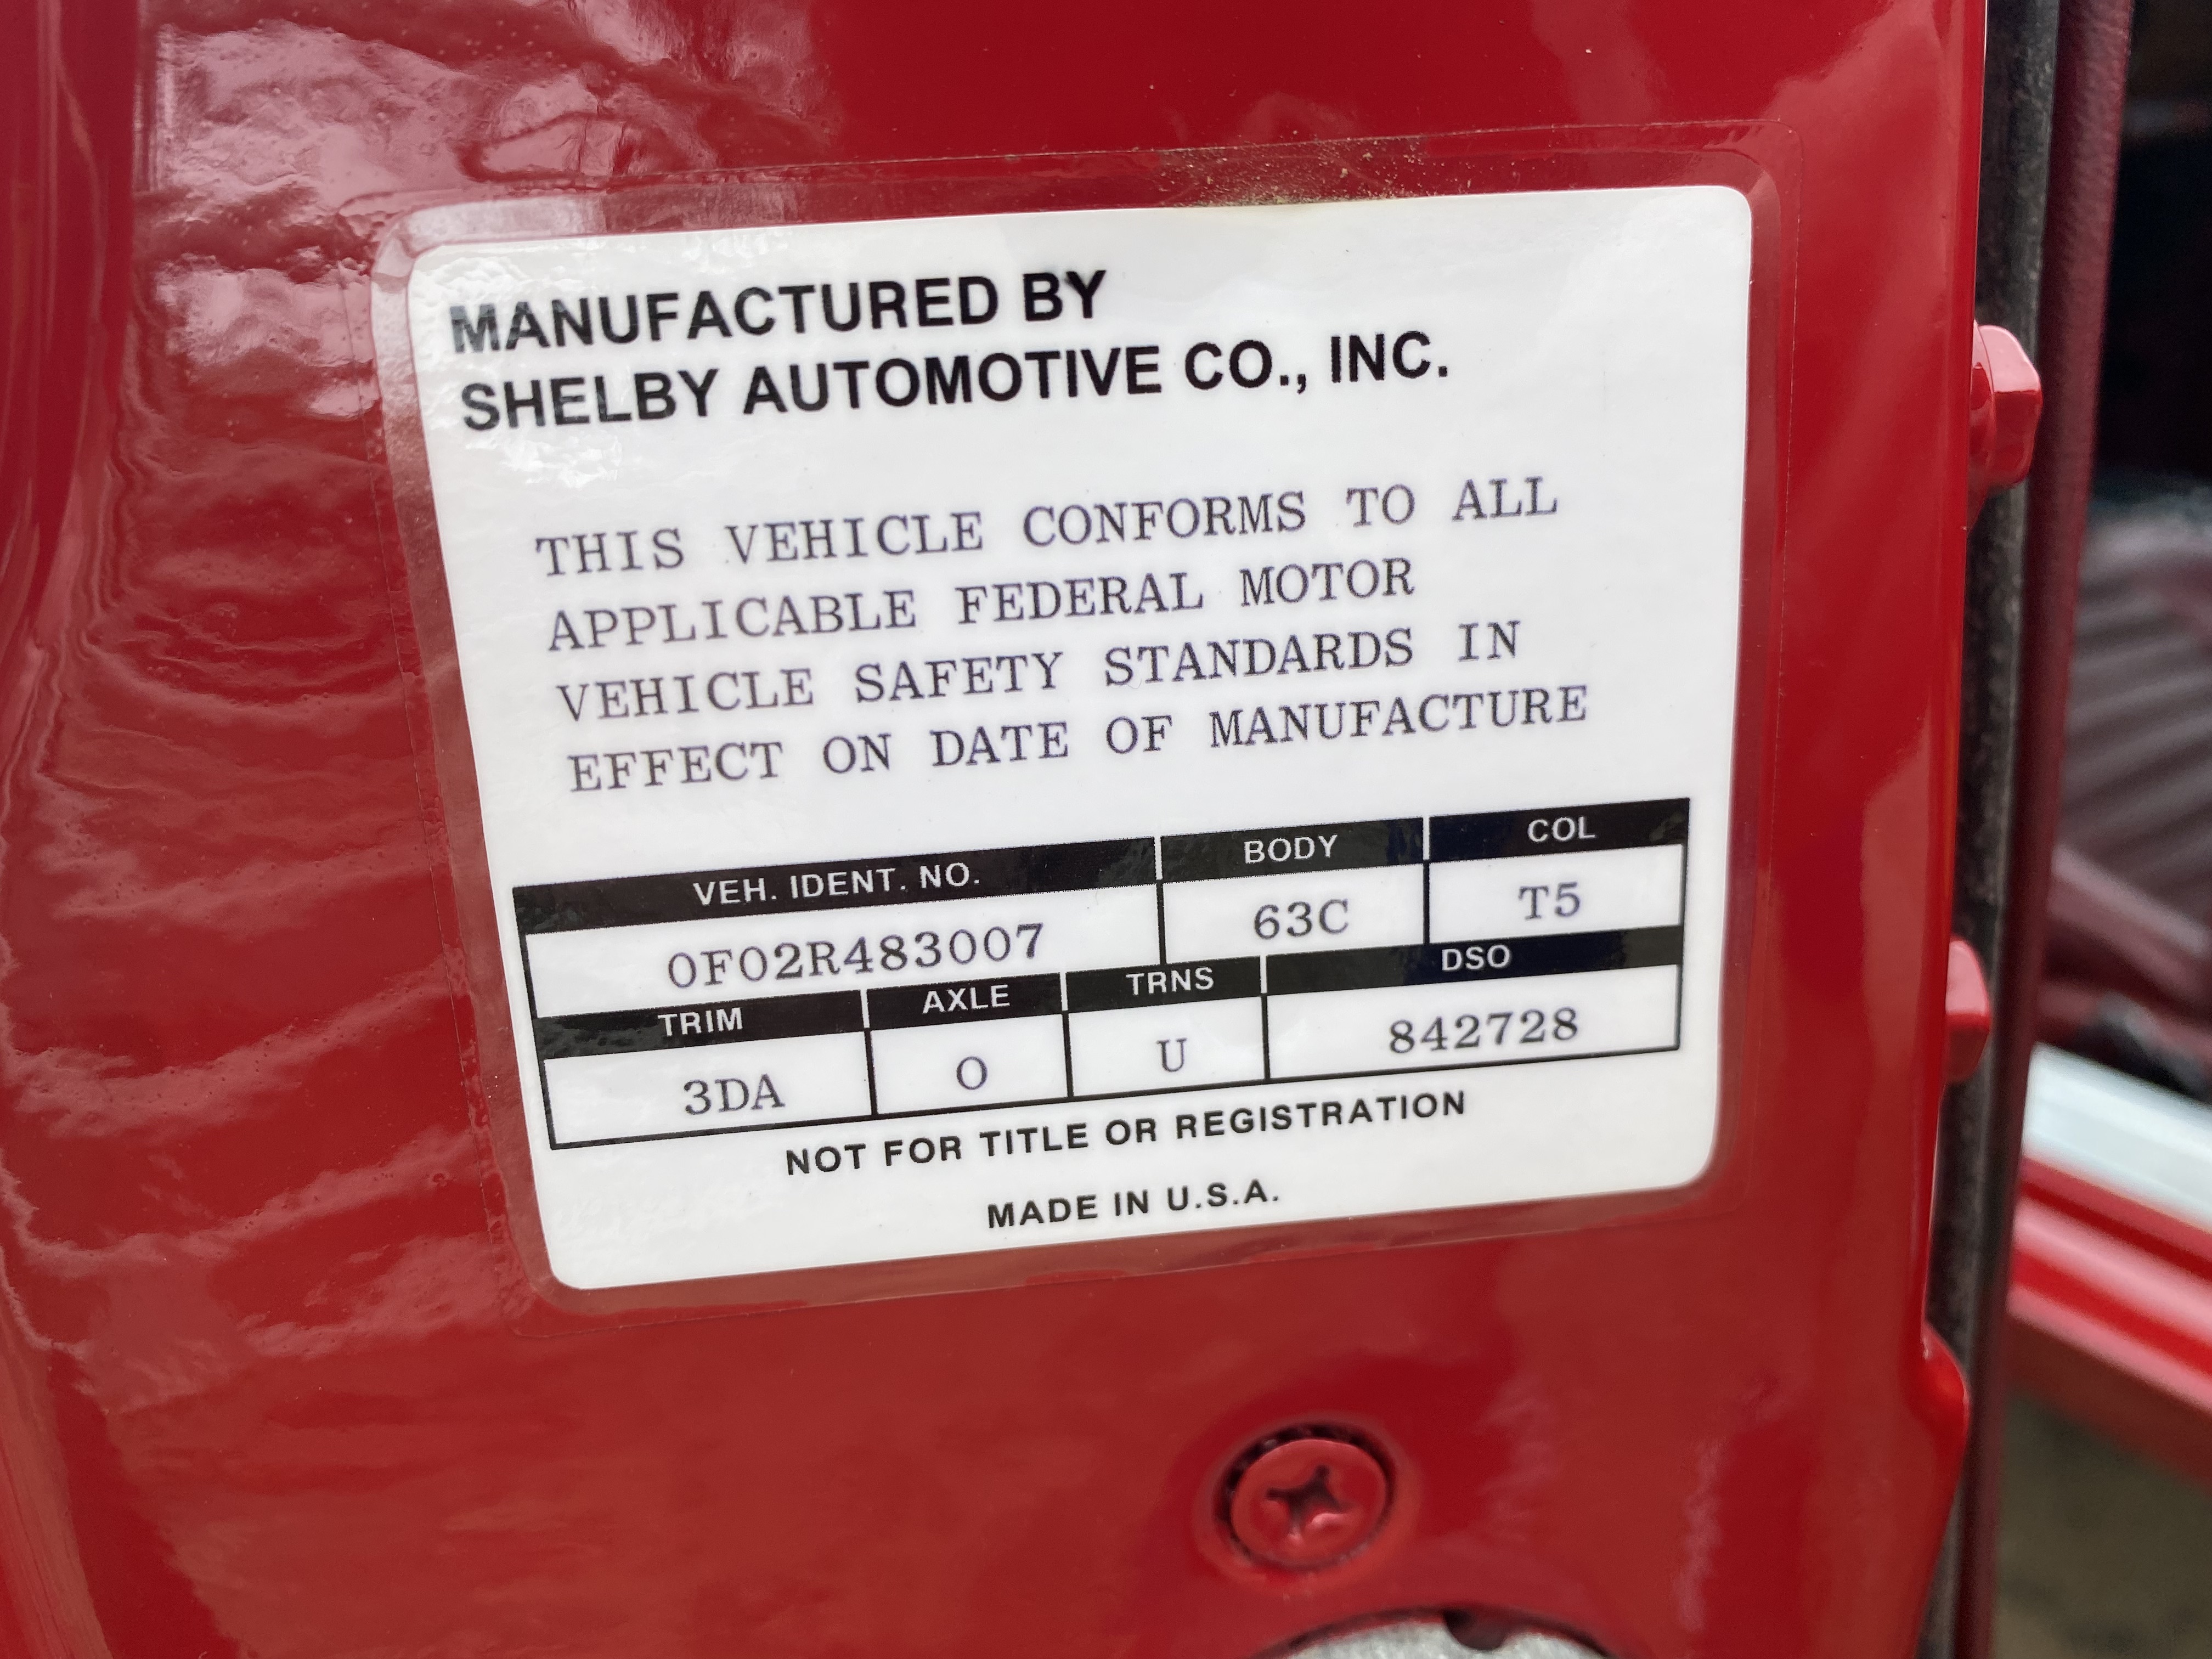 MANUFACTURED BY
SHELBY AUTOMOTIVE CO., INC.
THIS VEHICLE CONFORMS TO ALL
APPLICABLE FEDERAL MOTOR
VEHICLE SAFETY STANDARDS IN
EFFECT ON DATE OF MANUFACTURE
VEH. IDENT. NO. BODY COL
0F02R483007 63C T5
TRIM AXLE TRNS DSO
3DA O U 842728
NOT FOR TITLE OR REGISTRATION
MADE IN U.S.A.